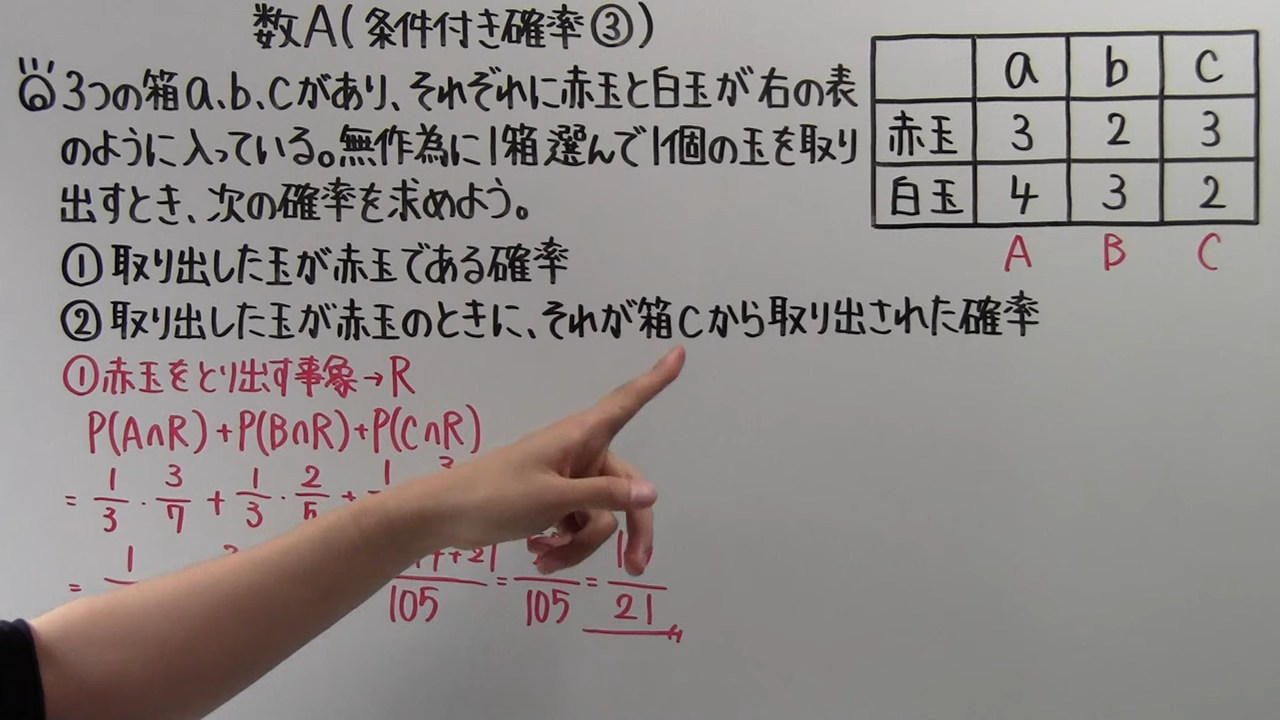 数A(条件付き確率③)
3つの箱a、b、cがあり、それぞれに赤玉と白玉が右の表
のように入っている。無作為に1箱選んで1個の玉を取り
出すとき、次の確率を求めよう。
①取り出した玉が赤玉である確率
②取り出した玉が赤玉のときに、それが箱cから取り出された確率
a b c
赤玉 3 2 3
白玉 4 3 2
A B C
①赤玉をとり出す事象→R
P(A∩R)+P(B∩R)+P(C∩R)
= 1/3 · 3/7 + 1/3 · 2/5 +
= +21/105 = /105 = /21